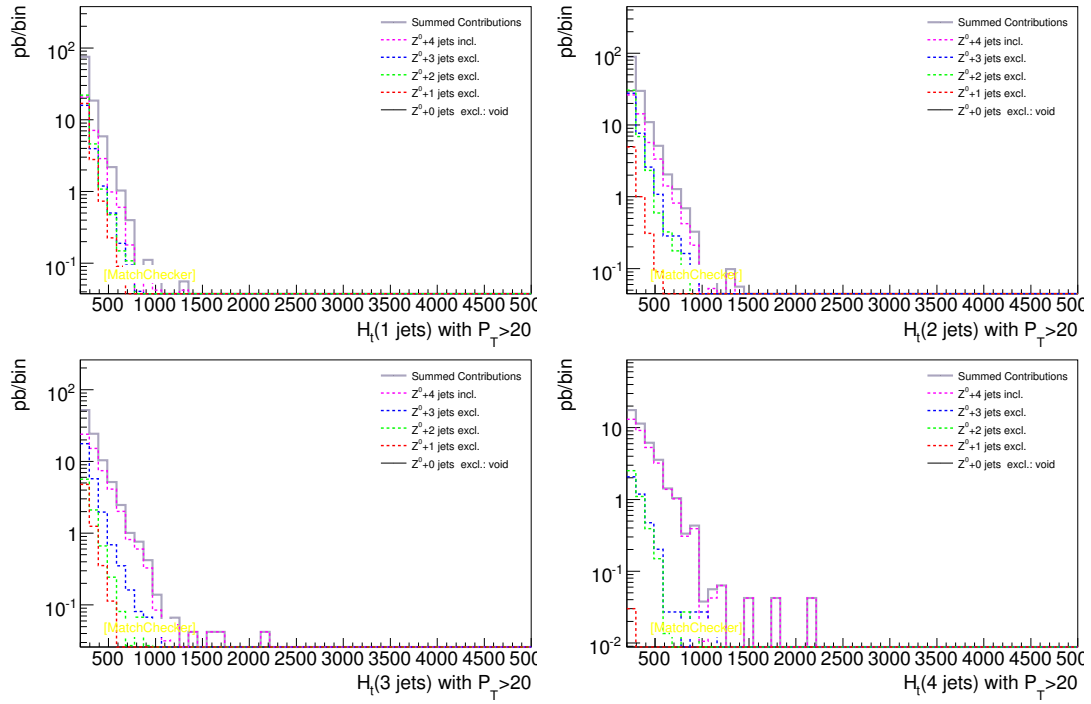 pb/bin
Summed Contributions
Z⁰+4 jets incl.
Z⁰+3 jets excl.
Z⁰+2 jets excl.
Z⁰+1 jets excl.
Z⁰+0 jets excl.: void
10²
10
1
10⁻¹
[MatchChecker]
500 1000 1500 2000 2500 3000 3500 4000 4500 500
H_t(1 jets) with P_T>20
pb/bin
Summed Contributions
Z⁰+4 jets incl.
Z⁰+3 jets excl.
Z⁰+2 jets excl.
Z⁰+1 jets excl.
Z⁰+0 jets excl.: void
10²
10
1
10⁻¹
[MatchChecker]
500 1000 1500 2000 2500 3000 3500 4000 4500 500
H_t(2 jets) with P_T>20
pb/bin
Summed Contributions
Z⁰+4 jets incl.
Z⁰+3 jets excl.
Z⁰+2 jets excl.
Z⁰+1 jets excl.
Z⁰+0 jets excl.: void
10²
10
1
10⁻¹
[MatchChecker]
500 1000 1500 2000 2500 3000 3500 4000 4500 500
H_t(3 jets) with P_T>20
pb/bin
Summed Contributions
Z⁰+4 jets incl.
Z⁰+3 jets excl.
Z⁰+2 jets excl.
Z⁰+1 jets excl.
Z⁰+0 jets excl.: void
10
1
10⁻¹
10⁻²
[MatchChecker]
500 1000 1500 2000 2500 3000 3500 4000 4500 500
H_t(4 jets) with P_T>20